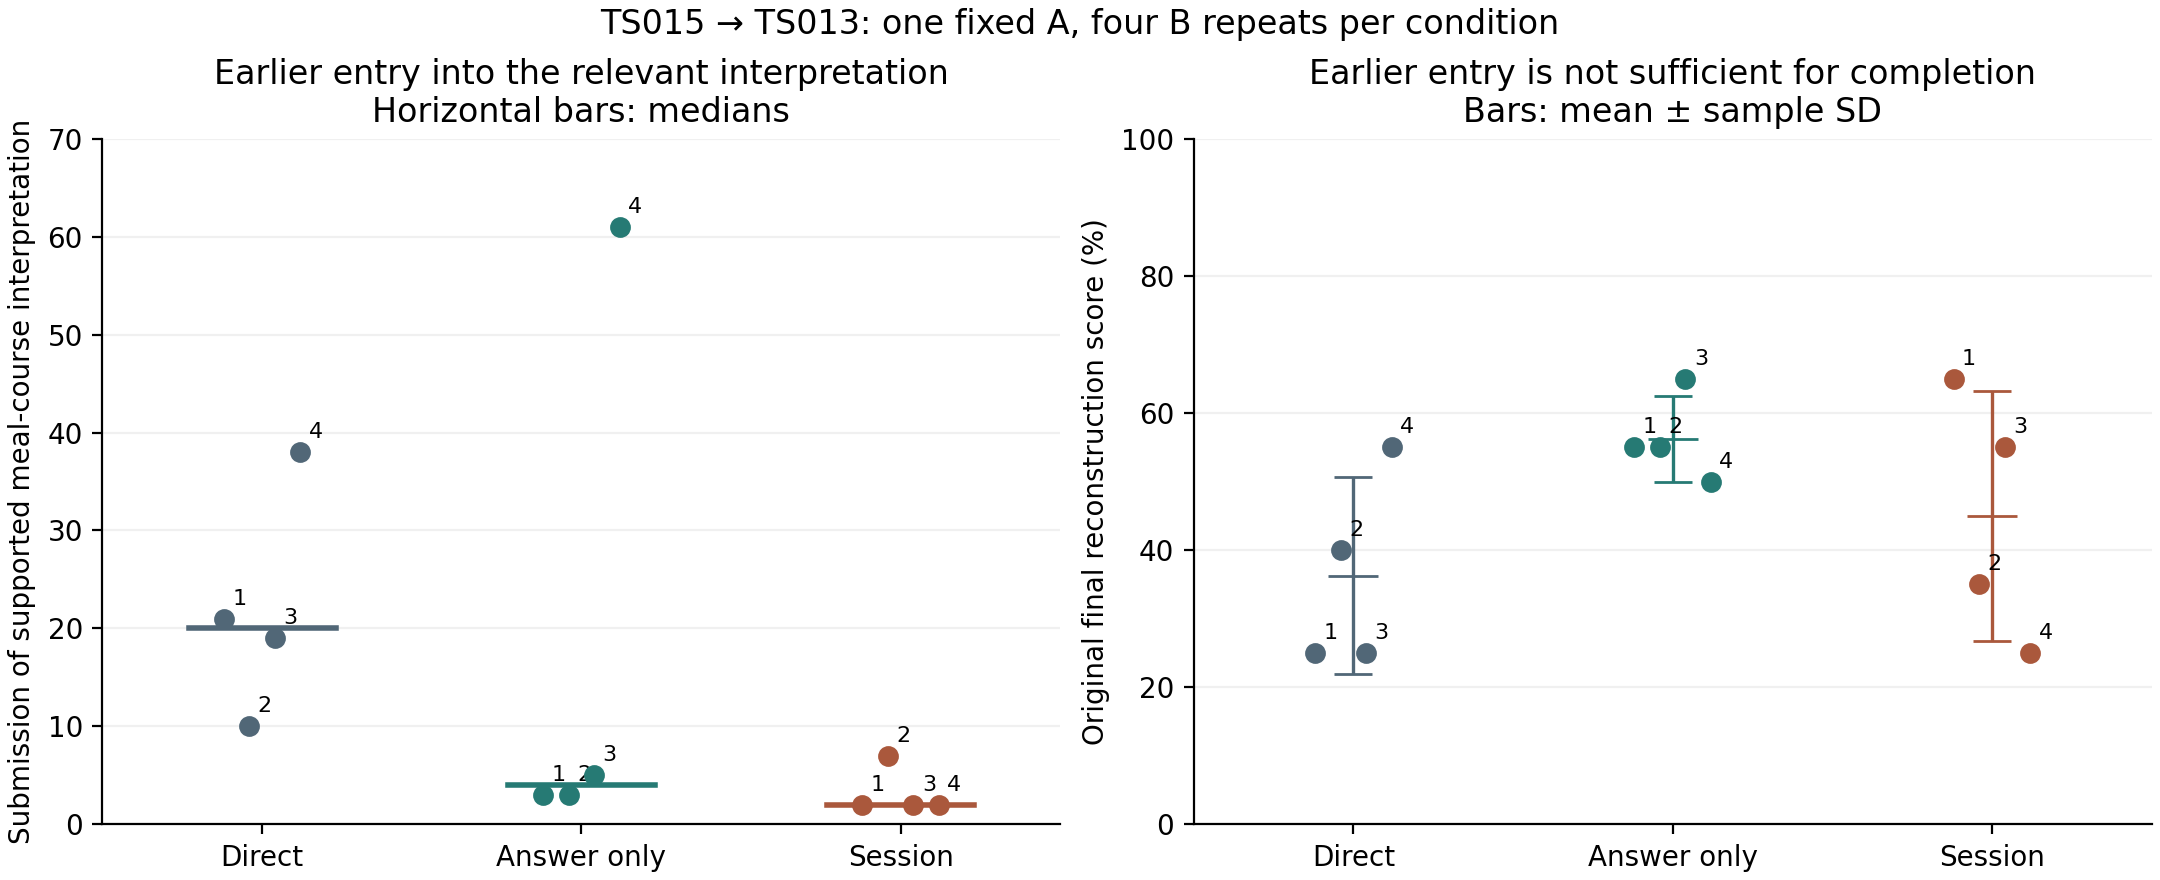 TS015 → TS013: one fixed A, four B repeats per condition
Earlier entry into the relevant interpretation
Horizontal bars: medians
Submission of supported meal-course interpretation
70
60
50
40
30
20
10
0
4
1
3
2
4
1 2
3
2
1
3 4
Direct
Answer only
Session
Earlier entry is not sufficient for completion
Bars: mean ± sample SD
Original final reconstruction score (%)
100
80
60
40
20
0
4
2
1
3
3
1 2
4
1
3
2
4
Direct
Answer only
Session